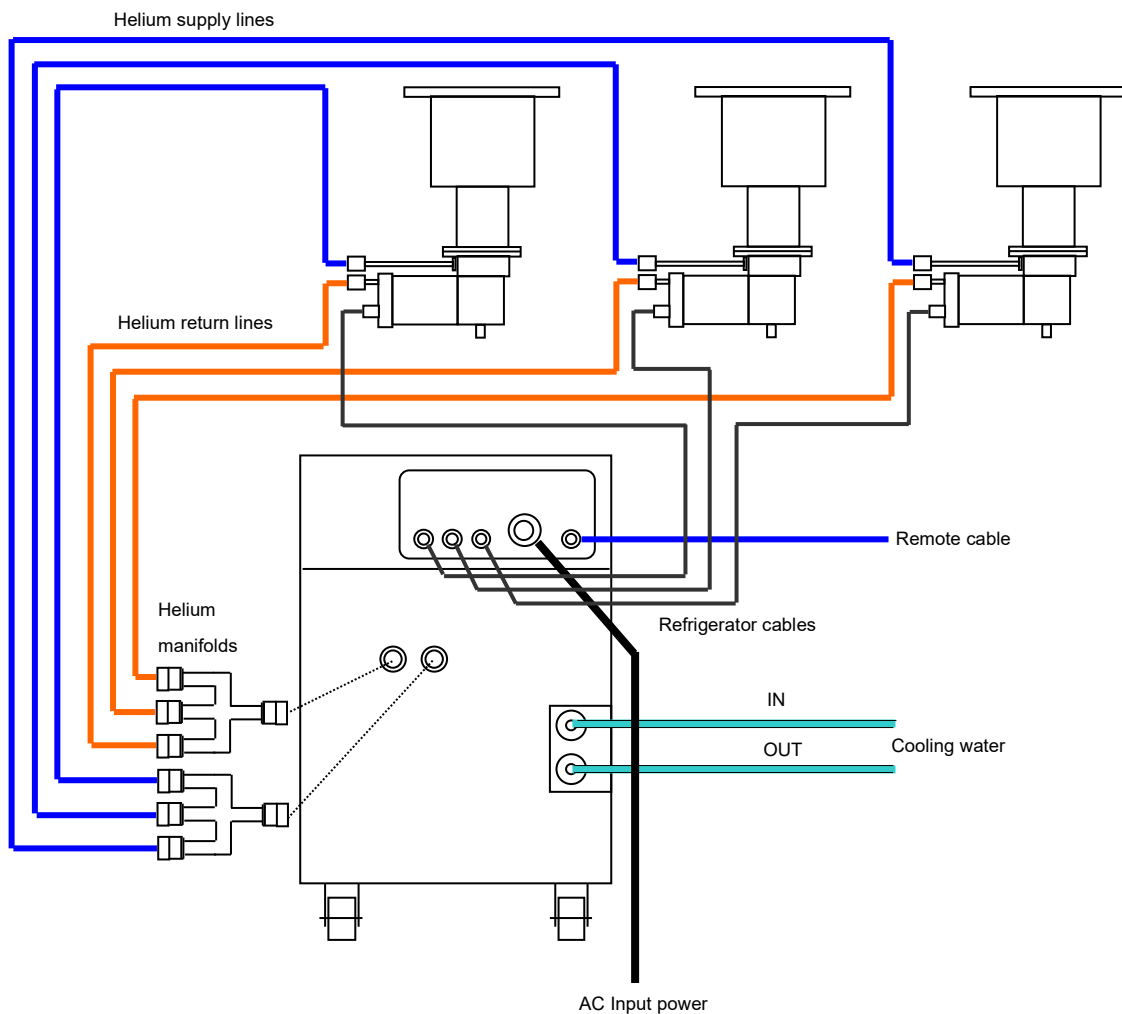 Helium supply lines
Helium return lines
Remote cable
Helium
manifolds
Refrigerator cables
IN
OUT
Cooling water
AC Input power